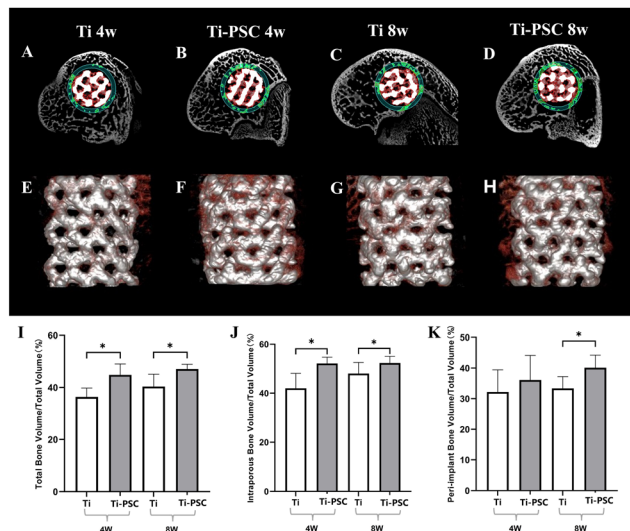 Ti 4w Ti-PSC 4w Ti 8w Ti-PSC 8w
A B C D
E F G H
I J K
Total Bone Volume/Total Volume(%)
60
40
20
0
*
*
Ti Ti-PSC Ti Ti-PSC
4W 8W
Intraporous Bone Volume/Total Volume(%)
60
40
20
0
*
*
Ti Ti-PSC Ti Ti-PSC
4W 8W
Peri-implant Bone Volume/Total Volume(%)
60
50
40
30
20
10
0
*
Ti Ti-PSC Ti Ti-PSC
4W 8W